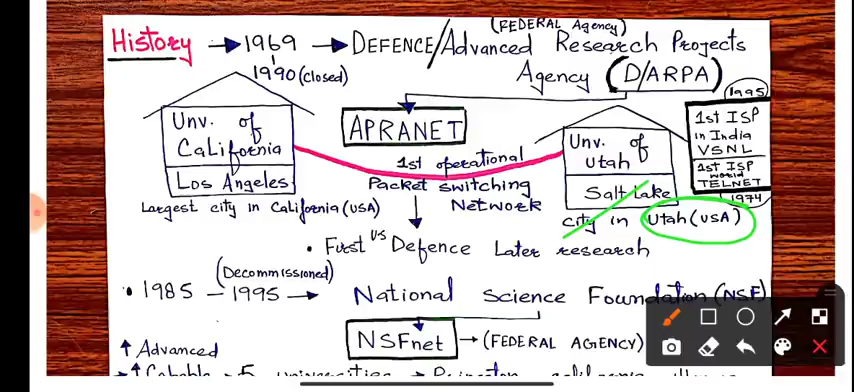 (FEDERAL Agency)
History → 1969 → DEFENCE/Advanced Research Projects
1990 (closed)
Agency (D/ARPA)
1995
Unv. of
California
Los Angeles
Largest city in California (USA)
APRANET
1st operational
Packet switching
Network
Unv. of
Utah
Salt Lake
city in Utah (USA)
1st ISP
in India
VSNL
1st ISP
world
TELNET
1974
• First US Defence Later research
(Decommissioned)
• 1985 – 1995 → National Science Foundation (NSF)
NSFnet → (FEDERAL AGENCY)
↑ Advanced